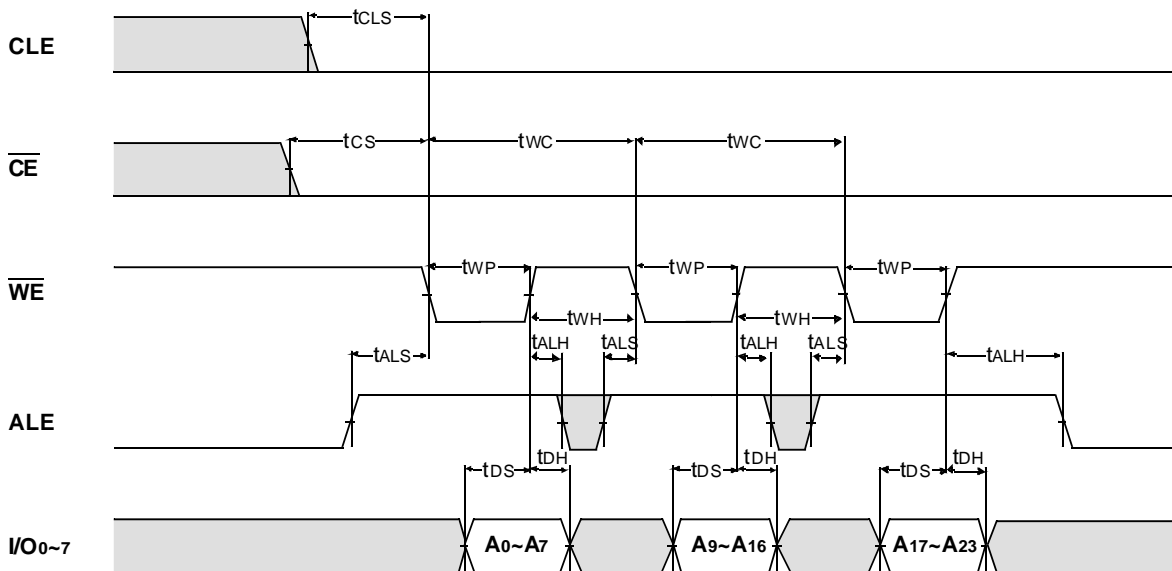 CLE
tCLS
CE
tCS tWC tWC
WE
tWP tWP tWP
tWH tWH
tALS tALH tALS tALH tALS tALH
ALE
tDS tDH tDS tDH tDS tDH
I/O0~7 A0~A7 A9~A16 A17~A23